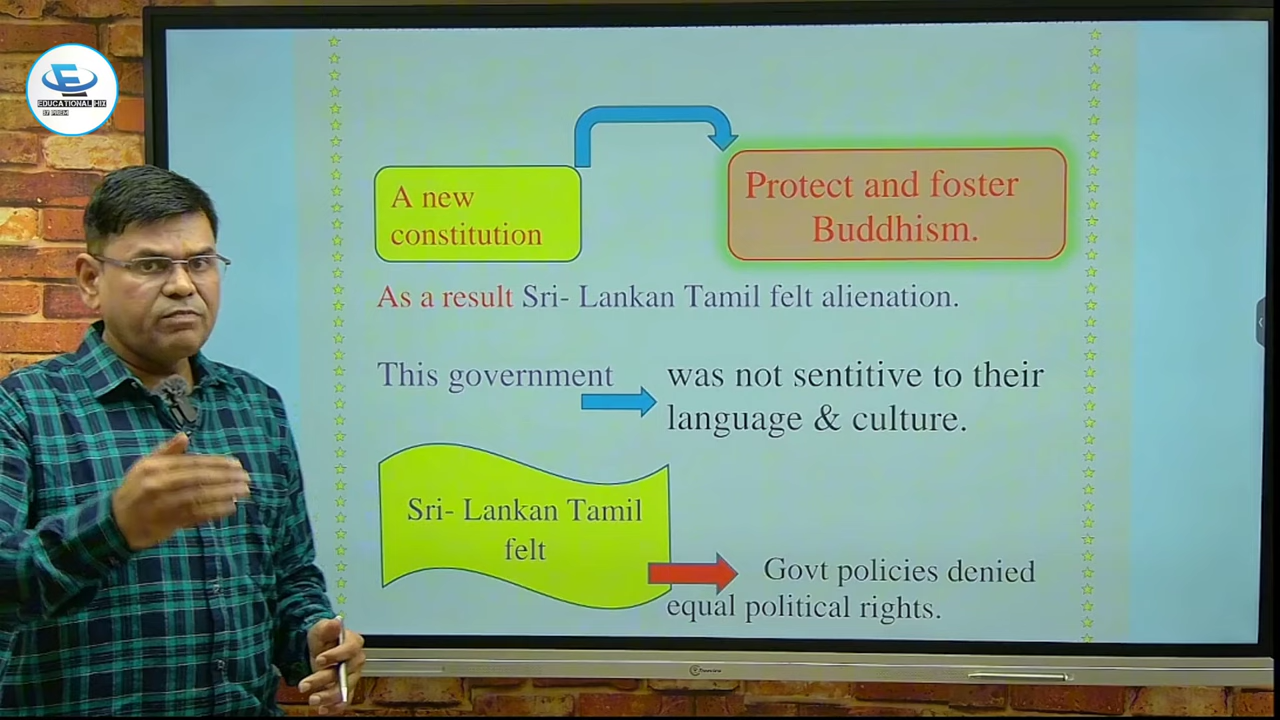 EDUCATIONAL HIZ
A new
constitution
Protect and foster
Buddhism.
As a result Sri- Lankan Tamil felt alienation.
This government
was not sentitive to their
language & culture.
Sri- Lankan Tamil
felt
Govt policies denied
equal political rights.